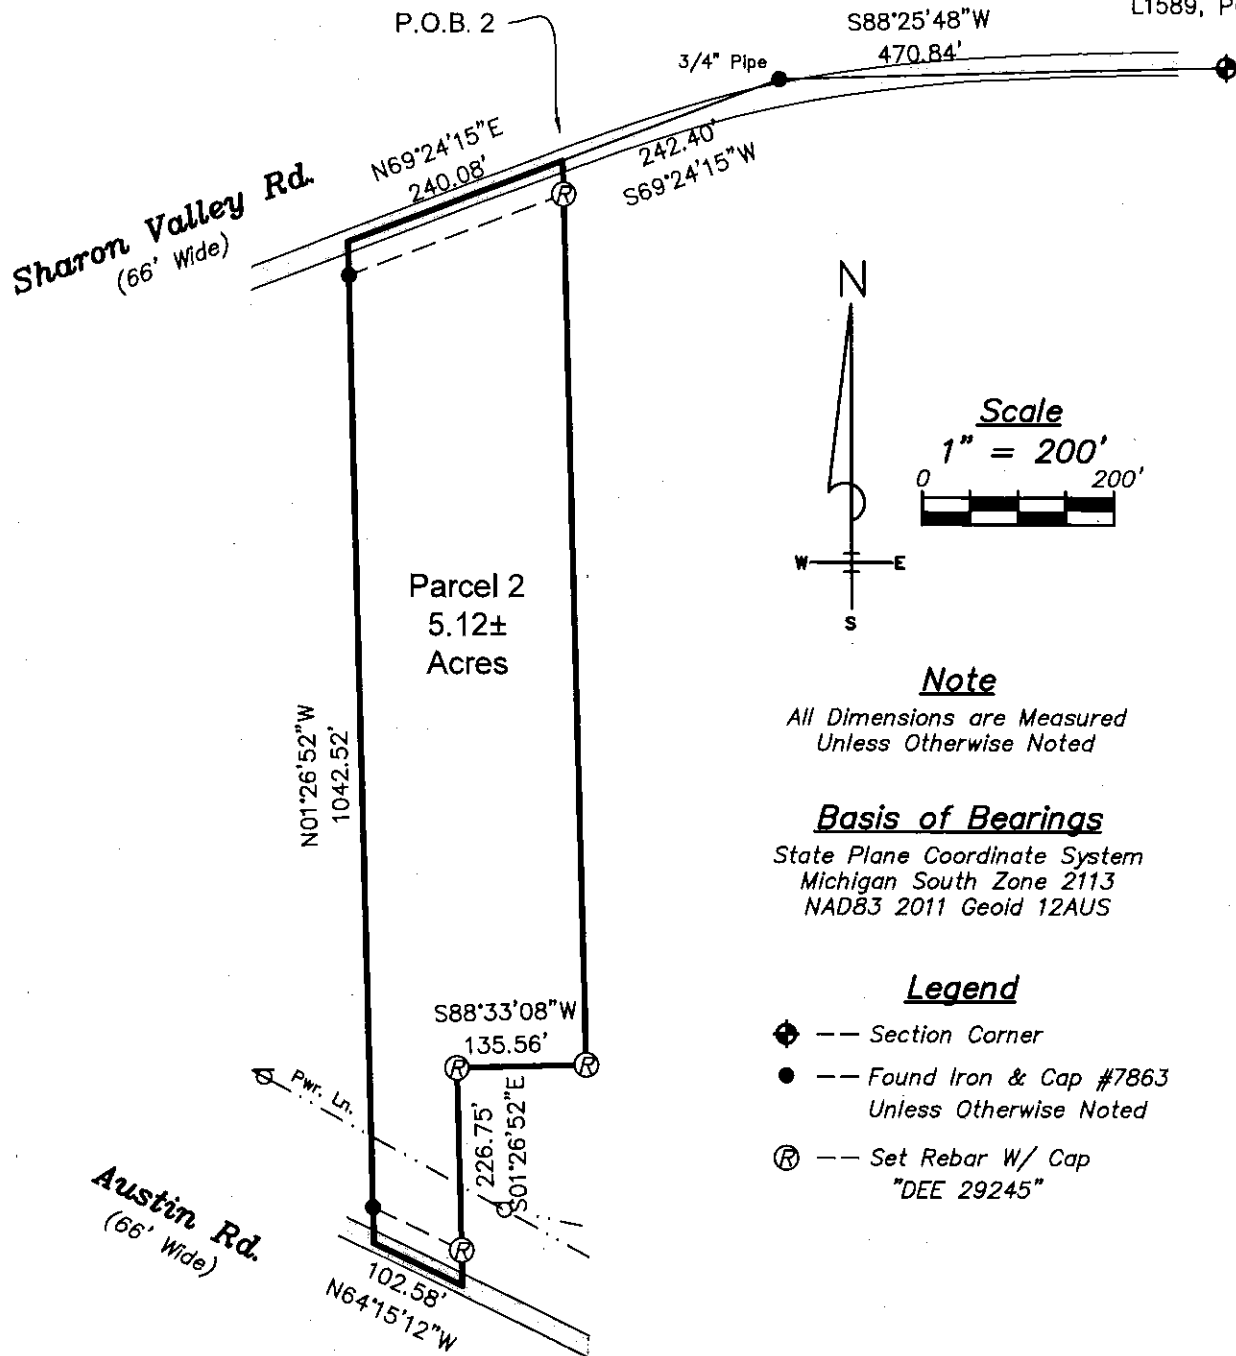 P.O.B. 2
S88°25'48"W
470.84'
L1589,
3/4" Pipe
N69°24'15"E
240.08'
242.40'
S69°24'15"W
Sharon Valley Rd.
(66' Wide)
N
W
E
S
Scale
1" = 200'
0
200'
Parcel 2
5.12±
Acres
N01°26'52"W
1042.52'
Note
All Dimensions are Measured
Unless Otherwise Noted
Basis of Bearings
State Plane Coordinate System
Michigan South Zone 2113
NAD83 2011 Geoid 12AUS
S88°33'08"W
135.56'
R
R
R
R
Pwr. Ln.
226.75'
S01°26'52"E
Austin Rd.
(66' Wide)
102.58'
N64°15'12"W
Legend
-- Section Corner
-- Found Iron & Cap #7863
Unless Otherwise Noted
R -- Set Rebar W/ Cap
"DEE 29245"